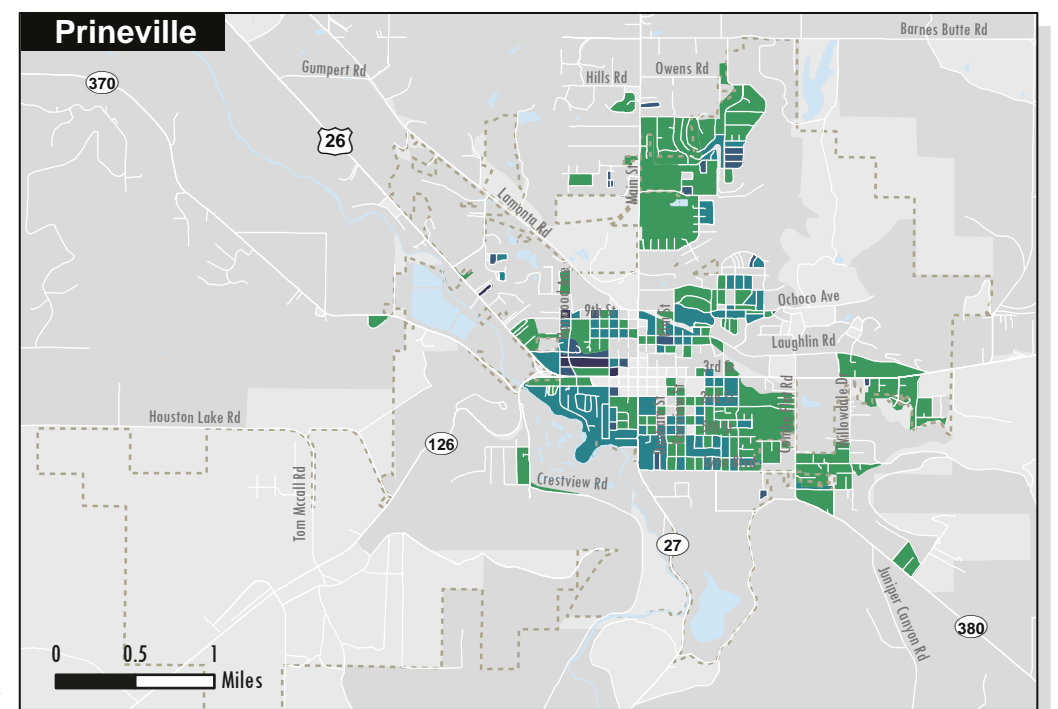 Prineville
Barnes Butte Rd
Gumpert Rd
Hills Rd
Owens Rd
370
26
Main St
Lamonta Rd
Ochoco Ave
9th St
Laughlin Rd
3rd St
Houston Lake Rd
126
Crestview Rd
Tom Mccall Rd
27
Juniper Canyon Rd
380
0 0.5 1
Miles